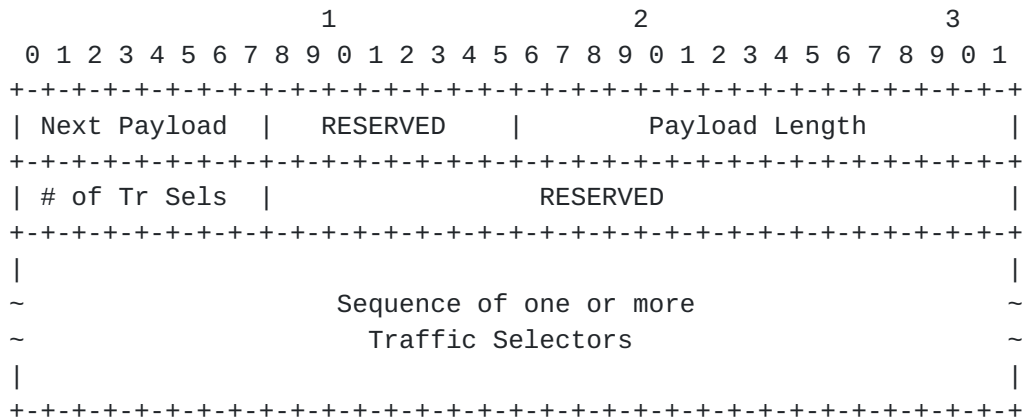 1                   2                   3
0 1 2 3 4 5 6 7 8 9 0 1 2 3 4 5 6 7 8 9 0 1 2 3 4 5 6 7 8 9 0 1
+-+-+-+-+-+-+-+-+-+-+-+-+-+-+-+-+-+-+-+-+-+-+-+-+-+-+-+-+-+-+-+-+
| Next Payload  |   RESERVED    |        Payload Length         |
+-+-+-+-+-+-+-+-+-+-+-+-+-+-+-+-+-+-+-+-+-+-+-+-+-+-+-+-+-+-+-+-+
| # of Tr Sels  |                 RESERVED                      |
+-+-+-+-+-+-+-+-+-+-+-+-+-+-+-+-+-+-+-+-+-+-+-+-+-+-+-+-+-+-+-+-+
|                                                               |
~                    Sequence of one or more                    ~
~                      Traffic Selectors                        ~
|                                                               |
+-+-+-+-+-+-+-+-+-+-+-+-+-+-+-+-+-+-+-+-+-+-+-+-+-+-+-+-+-+-+-+-+